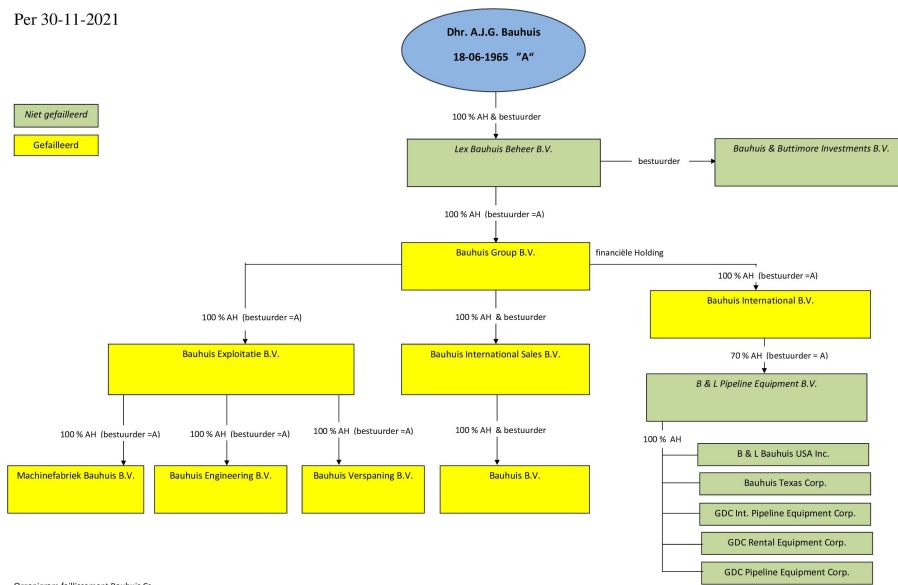 Per 30-11-2021
Dhr. A.J.G. Bauhuis
18-06-1965 "A"
Niet gefailleerd
Gefailleerd
100 % AH & bestuurder
Lex Bauhuis Beheer B.V.
bestuurder
Bauhuis & Buttimore Investments B.V.
100 % AH (bestuurder =A)
Bauhuis Group B.V.
financiële Holding
100 % AH (bestuurder =A)
Bauhuis International B.V.
100 % AH (bestuurder =A)
100 % AH & bestuurder
Bauhuis Exploitatie B.V.
Bauhuis International Sales B.V.
70 % AH (bestuurder = A)
B & L Pipeline Equipment B.V.
100 % AH (bestuurder =A)
100 % AH (bestuurder =A)
100 % AH (bestuurder =A)
100 % AH & bestuurder
100 % AH
Machinefabriek Bauhuis B.V.
Bauhuis Engineering B.V.
Bauhuis Verspaning B.V.
Bauhuis B.V.
B & L Bauhuis USA Inc.
Bauhuis Texas Corp.
GDC Int. Pipeline Equipment Corp.
GDC Rental Equipment Corp.
GDC Pipeline Equipment Corp.
Organigram faillissement Bauhuis Cs